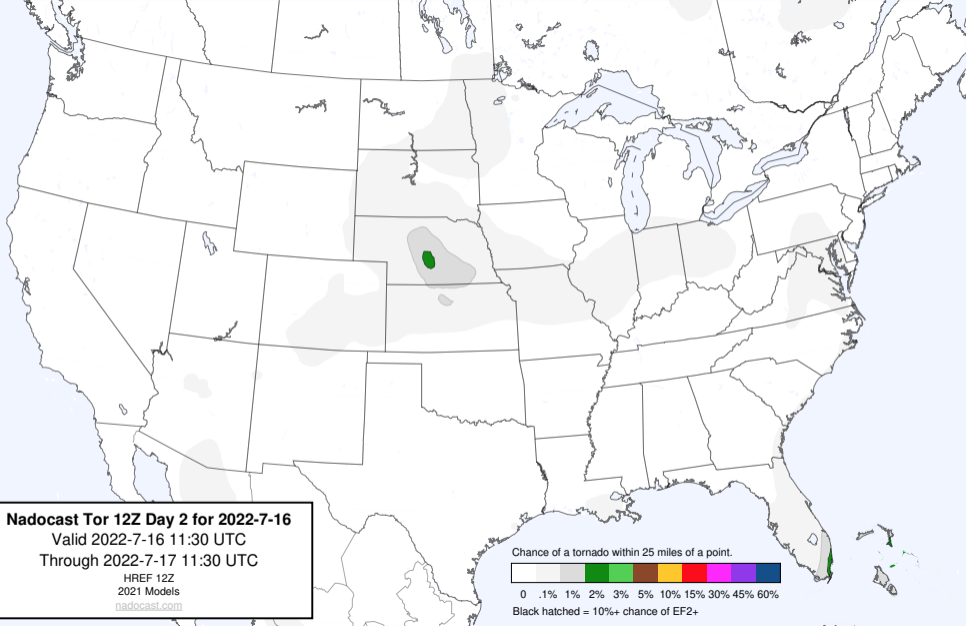 Nadocast Tor 12Z Day 2 for 2022-7-16
Valid 2022-7-16 11:30 UTC
Through 2022-7-17 11:30 UTC
HREF 12Z
2021 Models
nadocast.com
Chance of a tornado within 25 miles of a point.
0 .1% 1% 2% 3% 5% 10% 15% 30% 45% 60%
Black hatched = 10%+ chance of EF2+